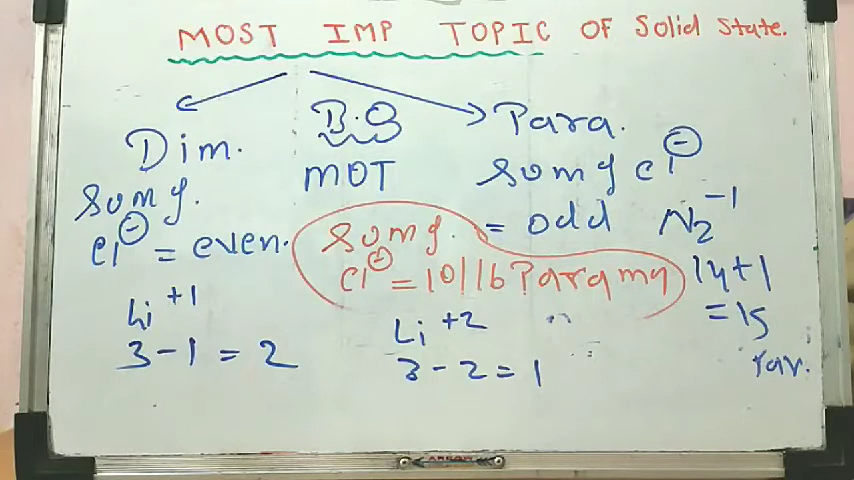 MOST IMP TOPIC OF Solid State.
Dim.
B.O
MOT
Para.
sum of.
el⊖ = even.
sum of el⊖
= odd
N2-1
14+1
= 15
Par.
sum of.
el⊖ = 10/16 Paramag
Li+1
3-1 = 2
Li+2
3-2 = 1